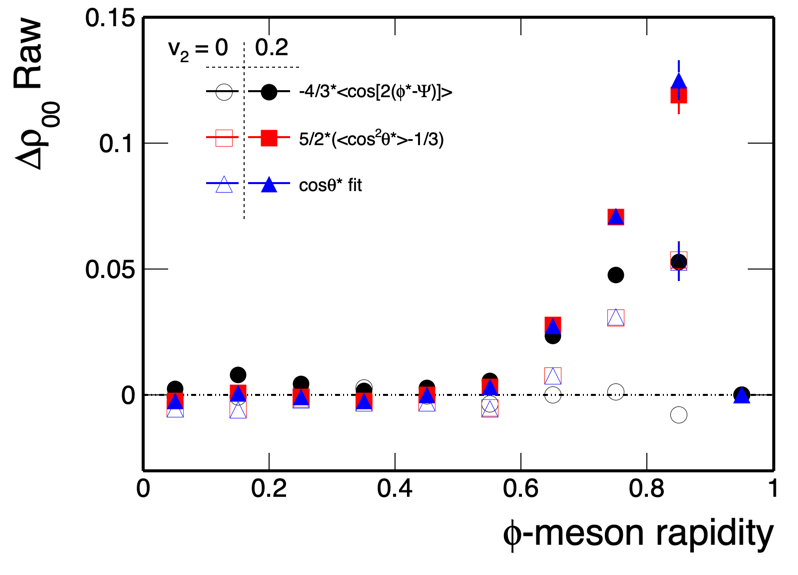 Δρ00 Raw
0.15
0.1
0.05
0
v2 = 0 0.2
-4/3*<cos[2(ϕ*-Ψ)]>
5/2*(<cos²θ*>-1/3)
cosθ* fit
0 0.2 0.4 0.6 0.8 1
ϕ-meson rapidity